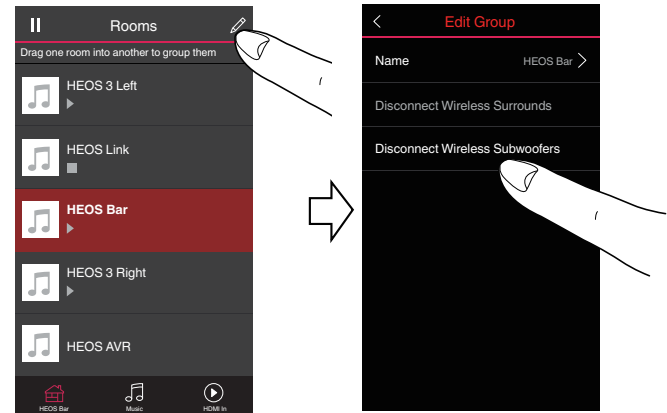 Rooms
Drag one room into another to group them
HEOS 3 Left
HEOS Link
HEOS Bar
HEOS 3 Right
HEOS AVR
HEOS Bar
Music
HDMI In
Edit Group
Name HEOS Bar
Disconnect Wireless Surrounds
Disconnect Wireless Subwoofers